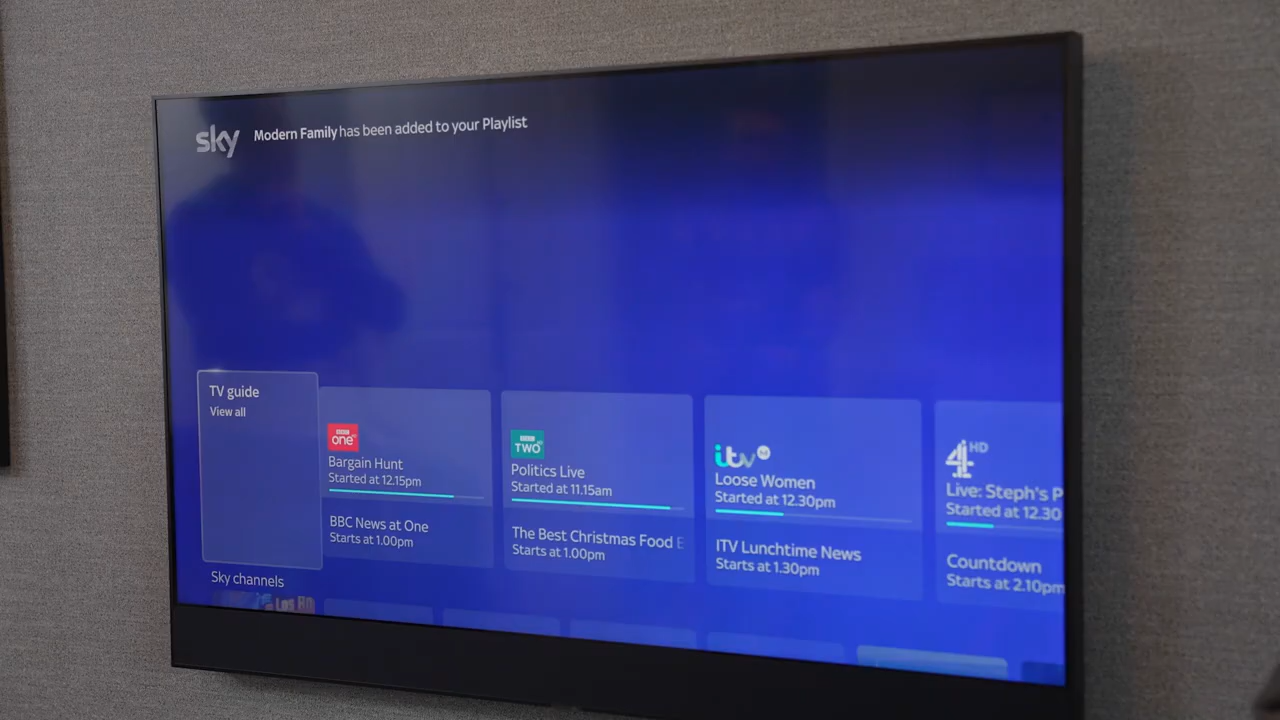 sky
Modern Family has been added to your Playlist
TV guide
View all
BBC
one
Bargain Hunt
Started at 12.15pm
BBC News at One
Starts at 1.00pm
BBC
TWO
Politics Live
Started at 11.15am
The Best Christmas Food
Starts at 1.00pm
itv
Loose Women
Started at 12.30pm
ITV Lunchtime News
Starts at 1.30pm
4 HD
Live: Steph's P
Started at 12.30
Countdown
Starts at 2.10pm
Sky channels